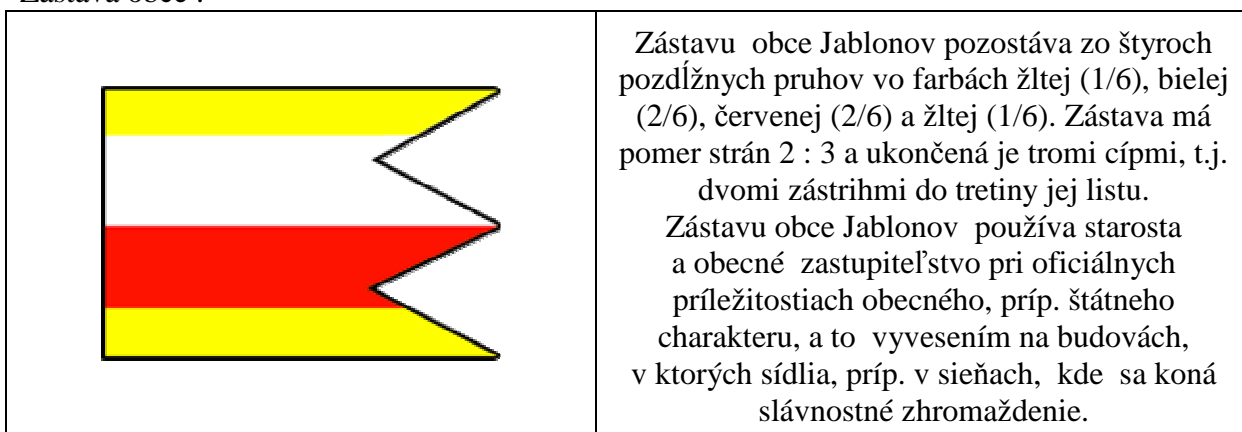 Zástavu obce Jablonov pozostáva zo štyroch
pozdĺžnych pruhov vo farbách žltej (1/6), bielej
(2/6), červenej (2/6) a žltej (1/6). Zástava má
pomer strán 2 : 3 a ukončená je tromi cípmi, t.j.
dvomi zástrihmi do tretiny jej listu.
Zástavu obce Jablonov používa starosta
a obecné zastupiteľstvo pri oficiálnych
príležitostiach obecného, príp. štátneho
charakteru, a to vyvesením na budovách,
v ktorých sídlia, príp. v sieňach, kde sa koná
slávnostné zhromaždenie.